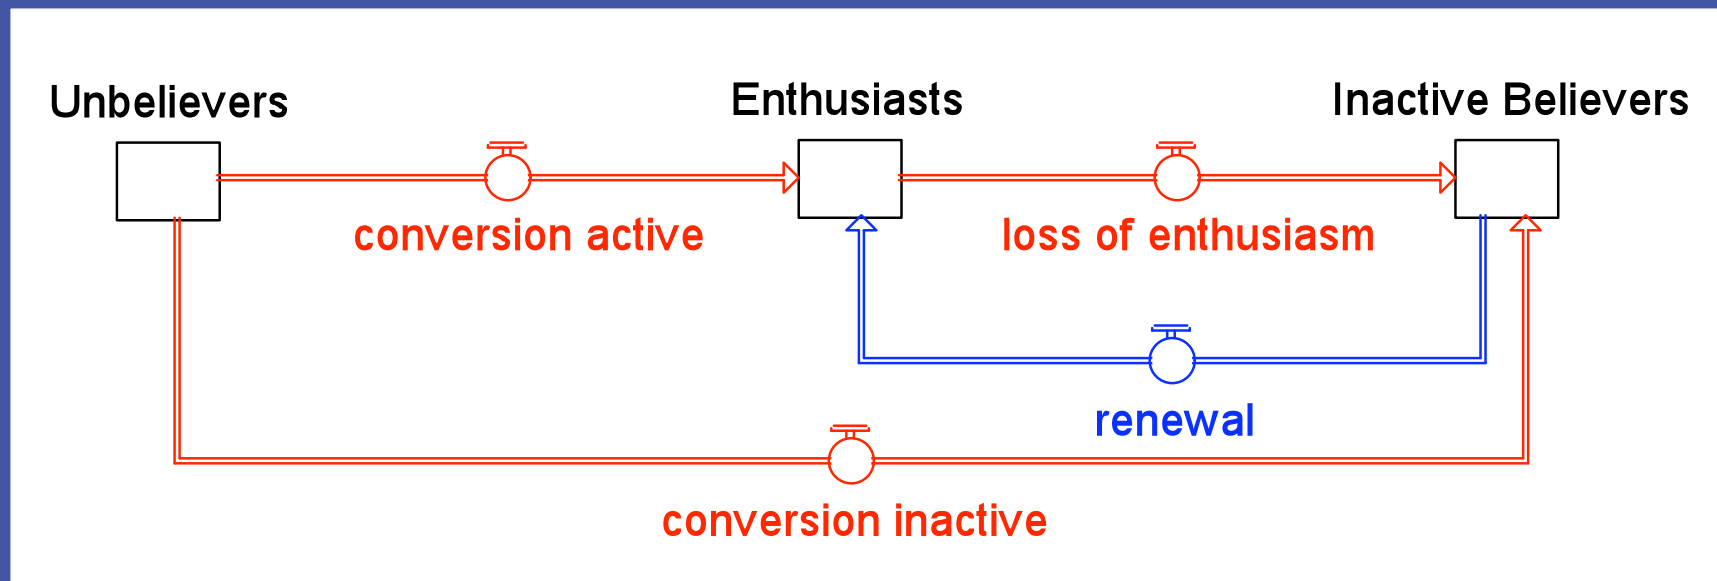 Unbelievers
Enthusiasts
Inactive Believers
conversion active
loss of enthusiasm
renewal
conversion inactive